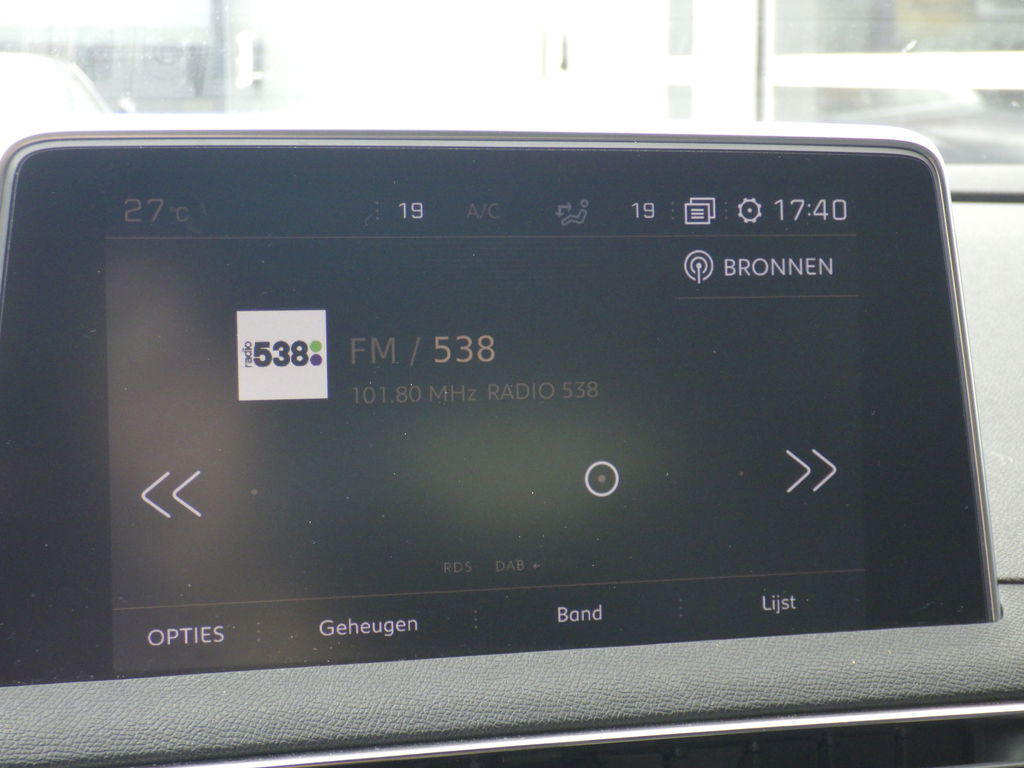 27°C 19 A/C 19 17:40
BRONNEN
radio 538
FM / 538
101.80 MHz RADIO 538
RDS DAB
OPTIES Geheugen Band Lijst